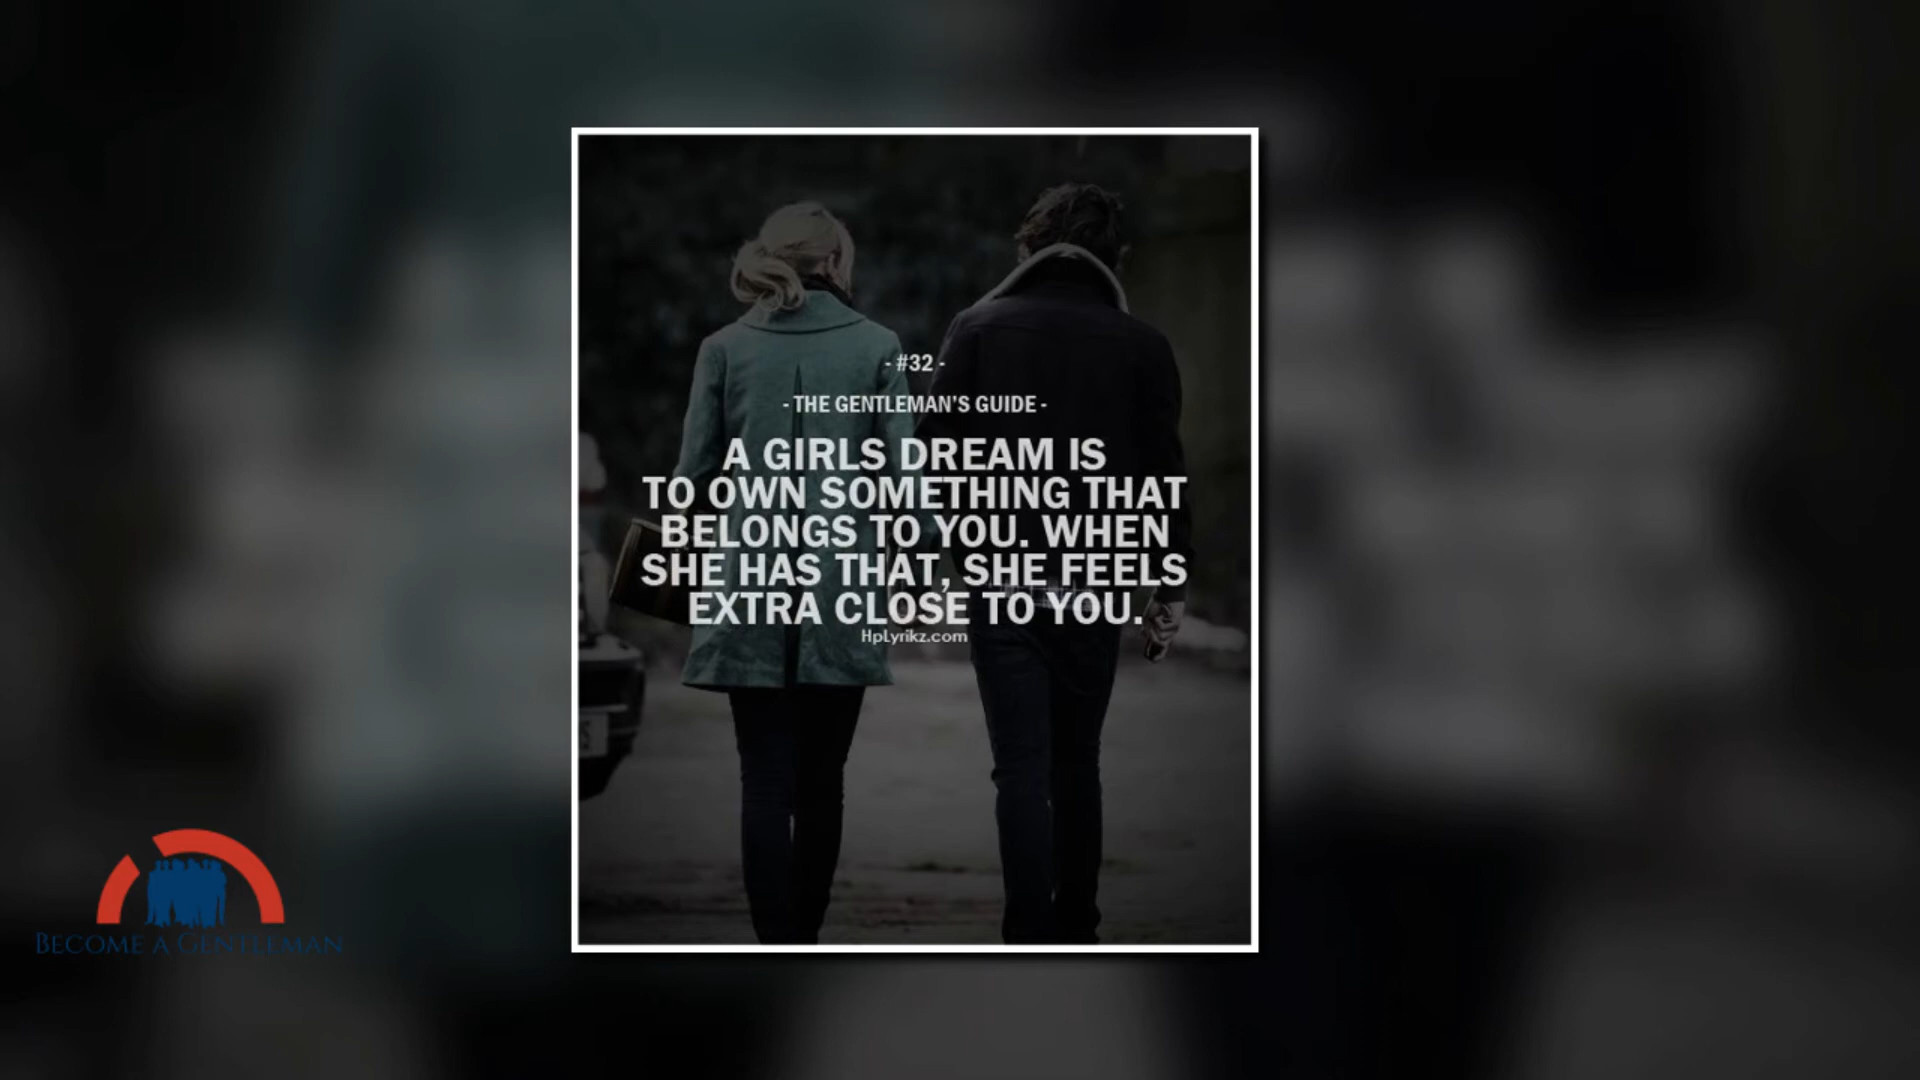 - #32 -
- THE GENTLEMAN'S GUIDE -
A GIRLS DREAM IS
TO OWN SOMETHING THAT
BELONGS TO YOU. WHEN
SHE HAS THAT, SHE FEELS
EXTRA CLOSE TO YOU.
HpLyrikz.com
BECOME A GENTLEMAN